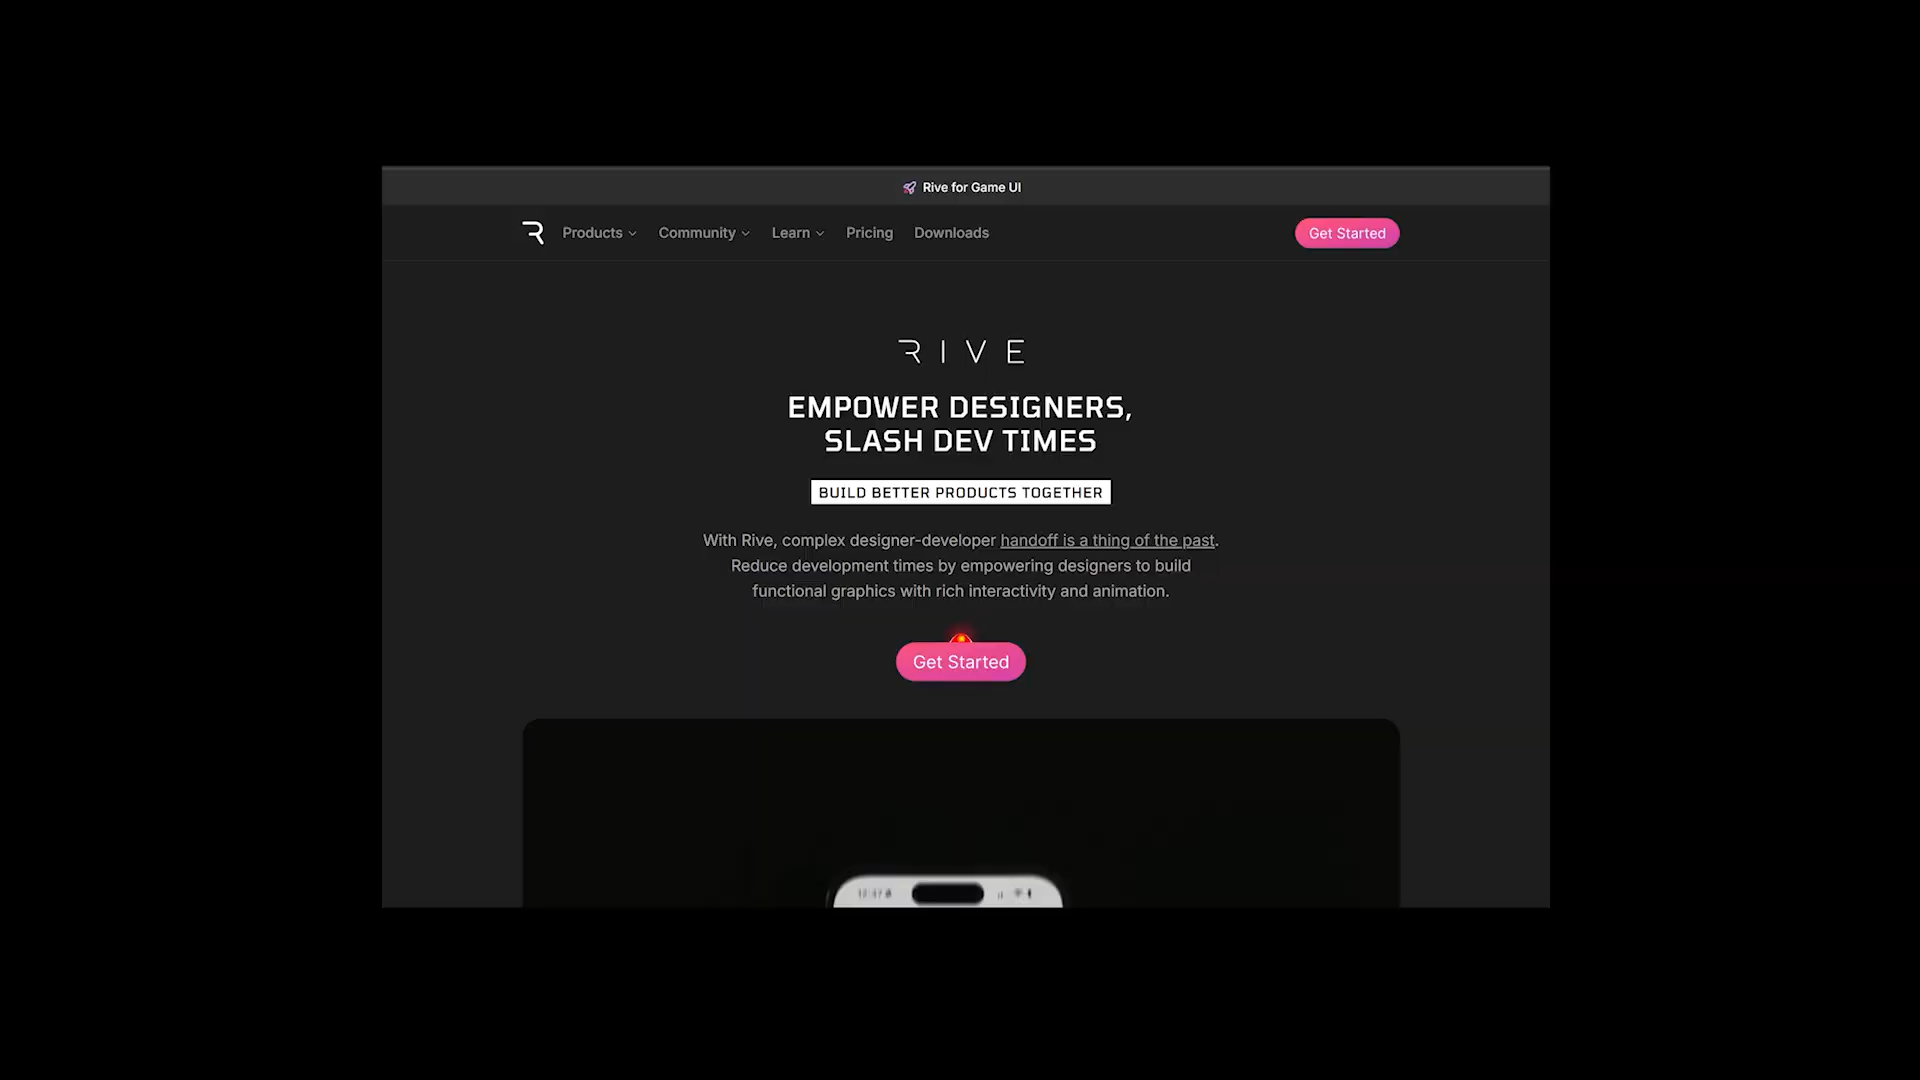 Rive for Game UI
Products Community Learn Pricing Downloads Get Started
RIVE
EMPOWER DESIGNERS,
SLASH DEV TIMES
BUILD BETTER PRODUCTS TOGETHER
With Rive, complex designer-developer handoff is a thing of the past.
Reduce development times by empowering designers to build
functional graphics with rich interactivity and animation.
Get Started